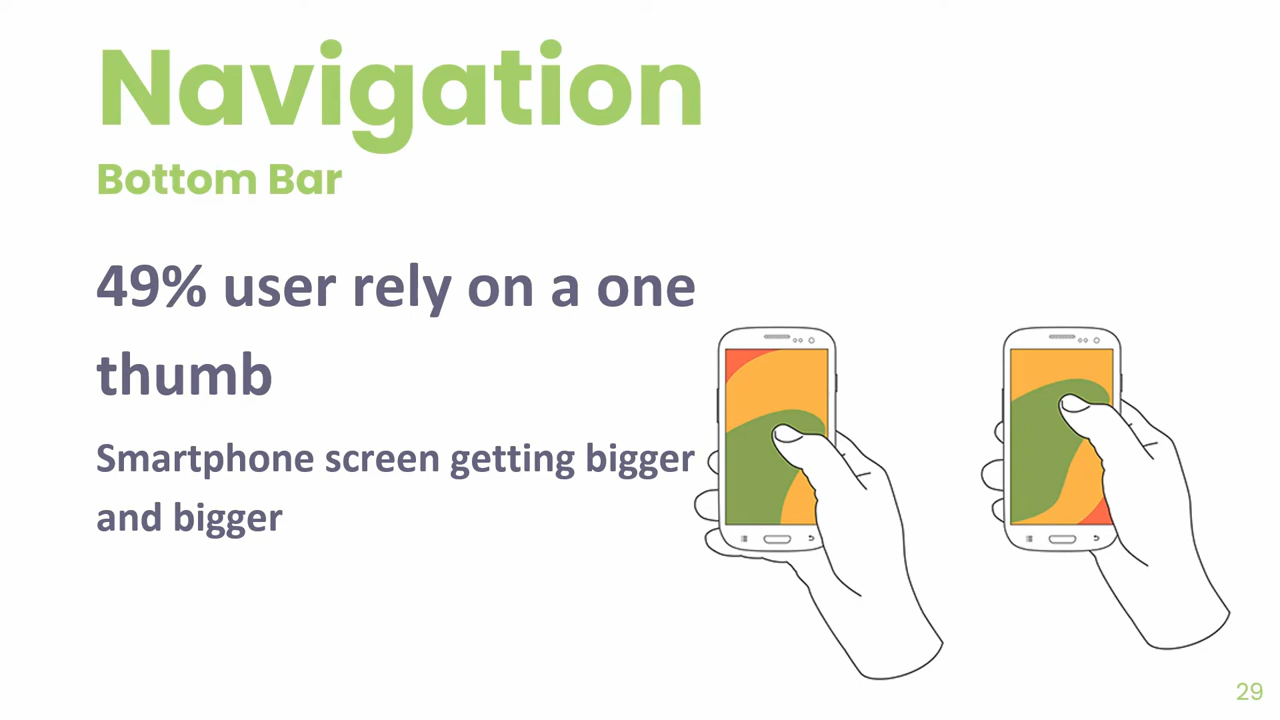 Navigation
Bottom Bar
49% user rely on a one
thumb
Smartphone screen getting bigger
and bigger
29